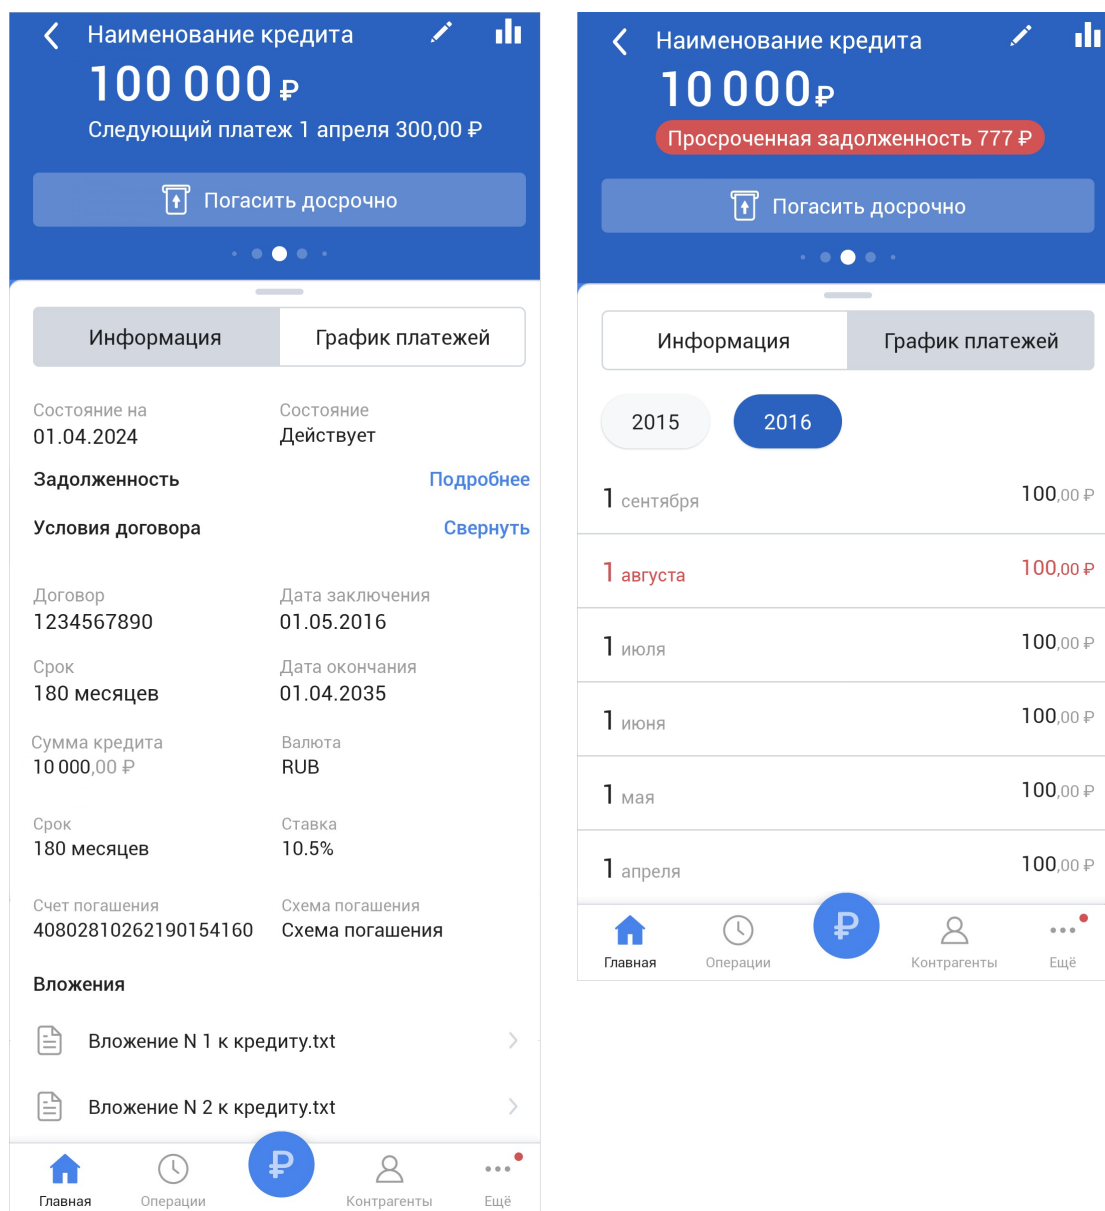 Наименование кредита
100 000 ₽
Следующий платеж 1 апреля 300,00 ₽
Погасить досрочно
Информация
График платежей
Состояние на
Состояние
01.04.2024
Действует
Задолженность
Подробнее
Условия договора
Свернуть
Договор
Дата заключения
1234567890
01.05.2016
Срок
Дата окончания
180 месяцев
01.04.2035
Сумма кредита
Валюта
10 000,00 ₽
RUB
Срок
Ставка
180 месяцев
10.5%
Счет погашения
Схема погашения
40802810262190154160
Схема погашения
Вложения
Вложение N 1 к кредиту.txt
Вложение N 2 к кредиту.txt
₽
Главная
Операции
Контрагенты
Ещё
Наименование кредита
10 000 ₽
Просроченная задолженность 777 ₽
Погасить досрочно
Информация
График платежей
2015
2016
1 сентября
100,00 ₽
1 августа
100,00 ₽
1 июля
100,00 ₽
1 июня
100,00 ₽
1 мая
100,00 ₽
1 апреля
100,00 ₽
₽
Главная
Операции
Контрагенты
Ещё